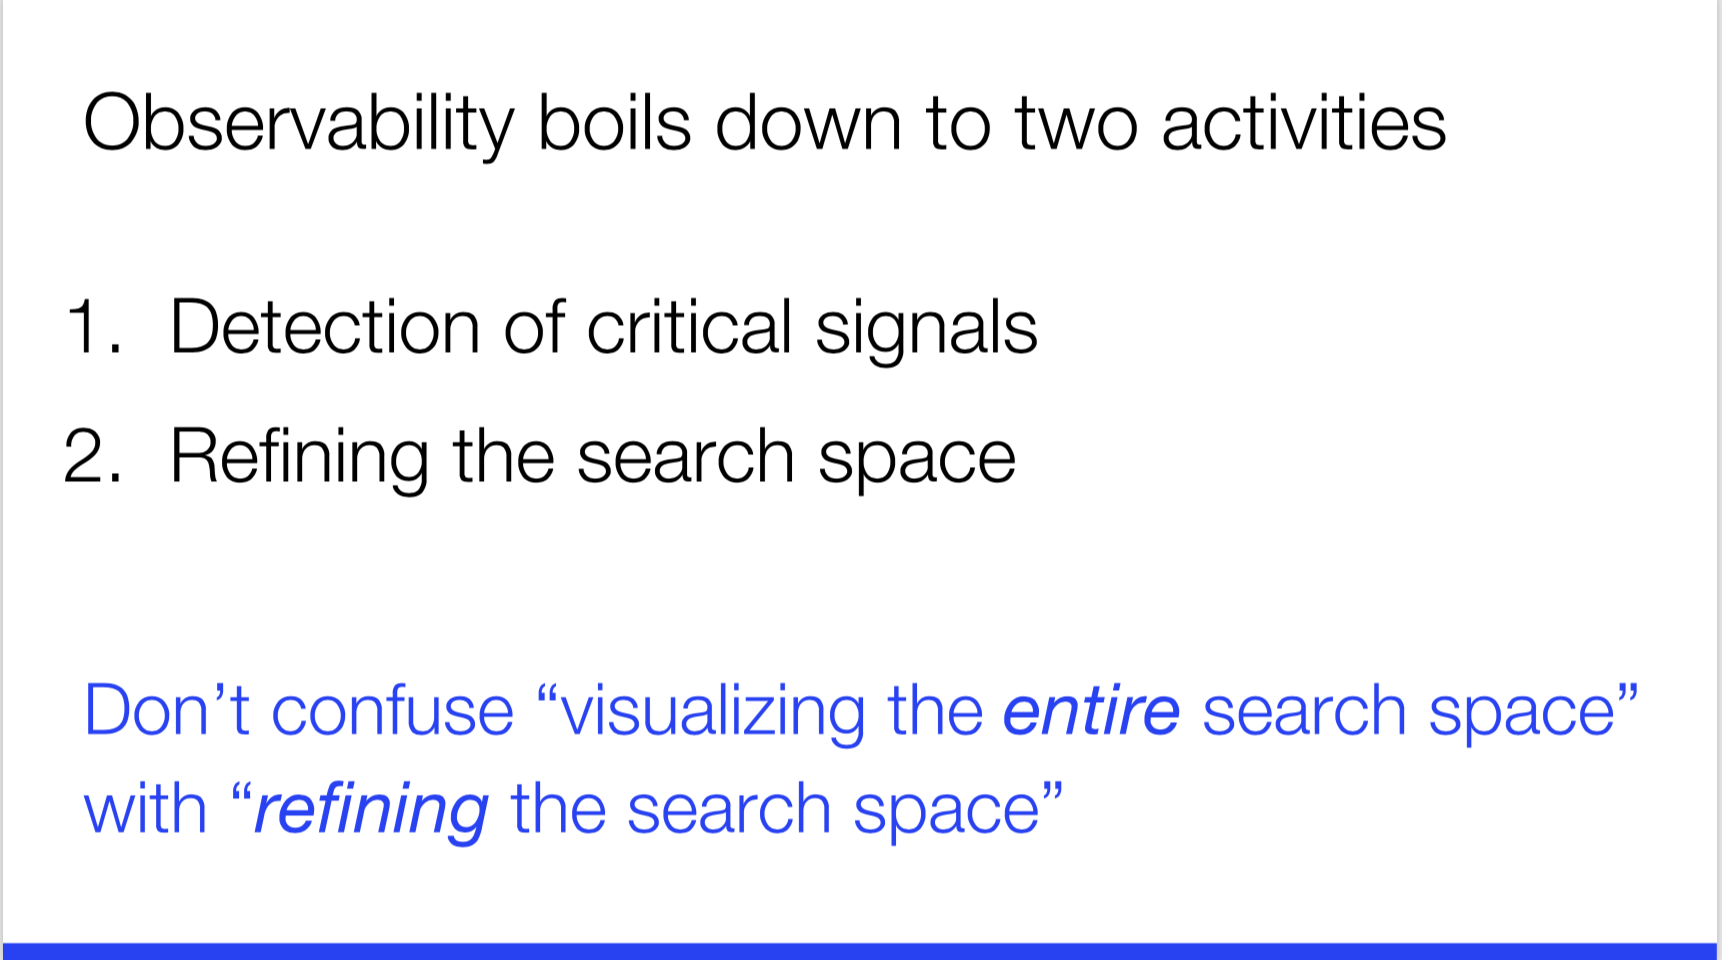 Observability boils down to two activities
1. Detection of critical signals
2. Refining the search space
Don’t confuse “visualizing the entire search space”
with “refining the search space”